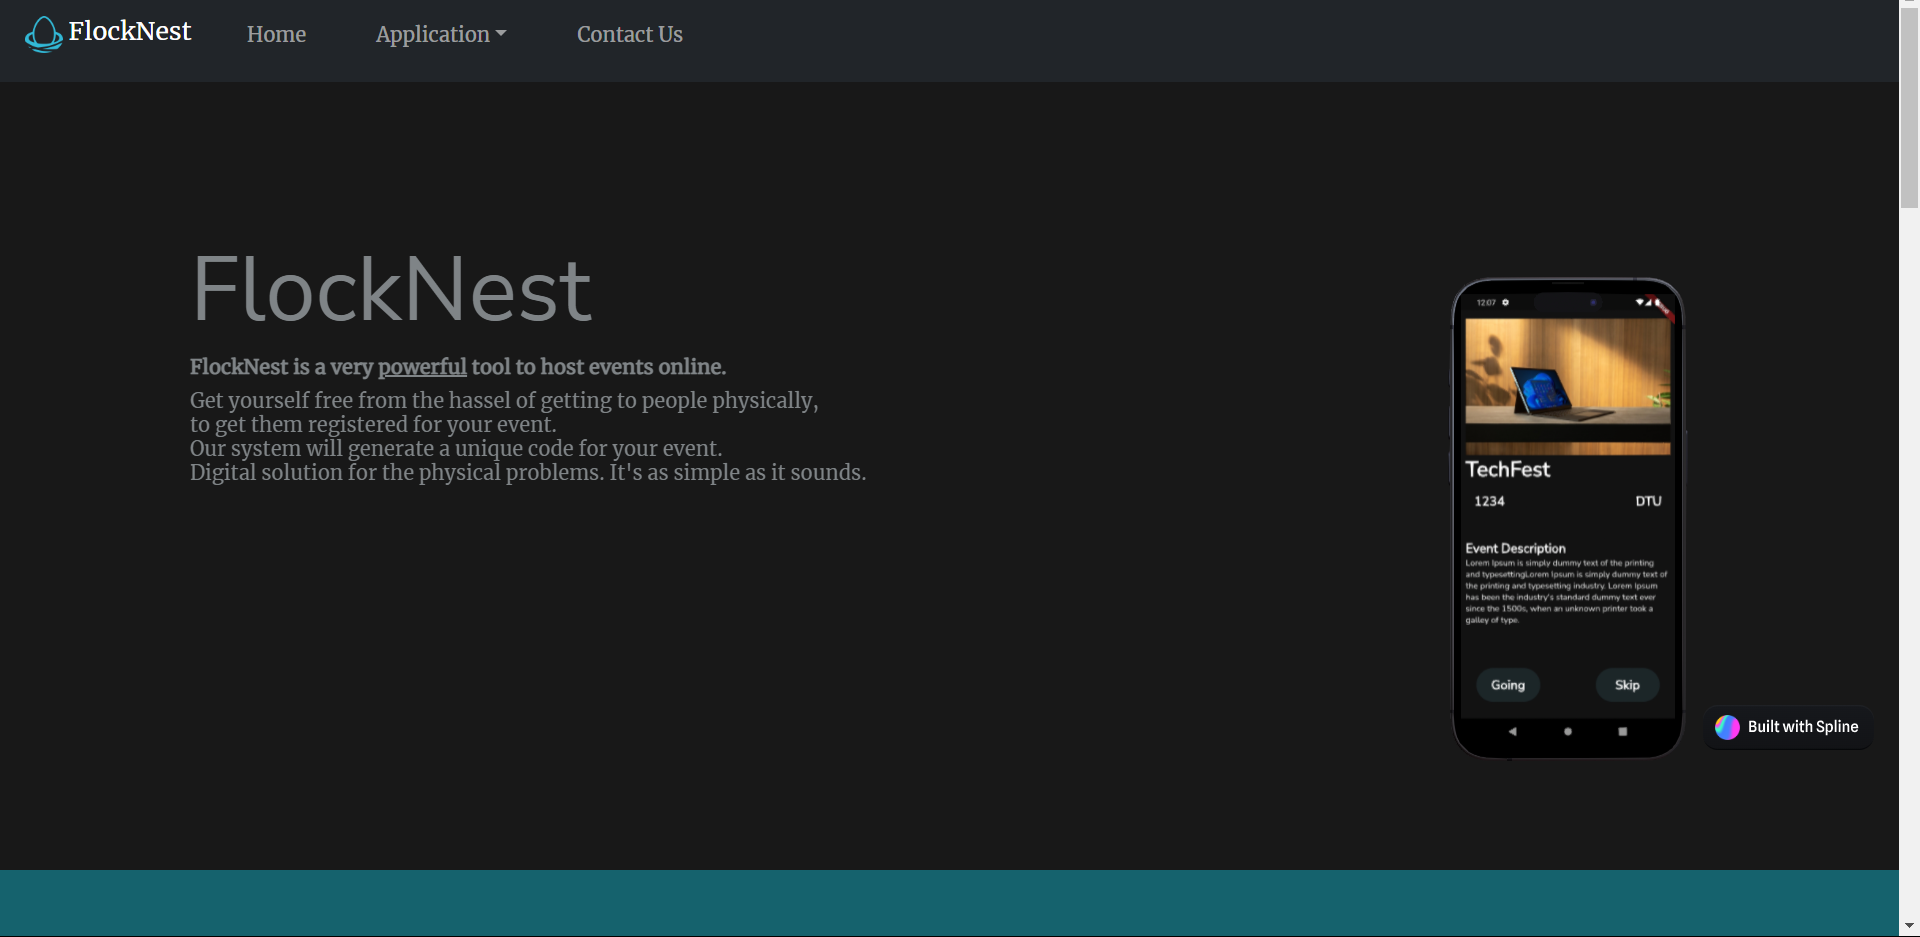 FlockNest
Home
Application
Contact Us
FlockNest
FlockNest is a very powerful tool to host events online.
Get yourself free from the hassel of getting to people physically,
to get them registered for your event.
Our system will generate a unique code for your event.
Digital solution for the physical problems. It's as simple as it sounds.
12:07
TechFest
1234 DTU
Event Description
Lorem Ipsum is simply dummy text of the printing
and typesettingLorem Ipsum is simply dummy text of
the printing and typesetting industry. Lorem Ipsum
has been the industry's standard dummy text ever
since the 1500s, when an unknown printer took a
galley of type.
Going Skip
Built with Spline